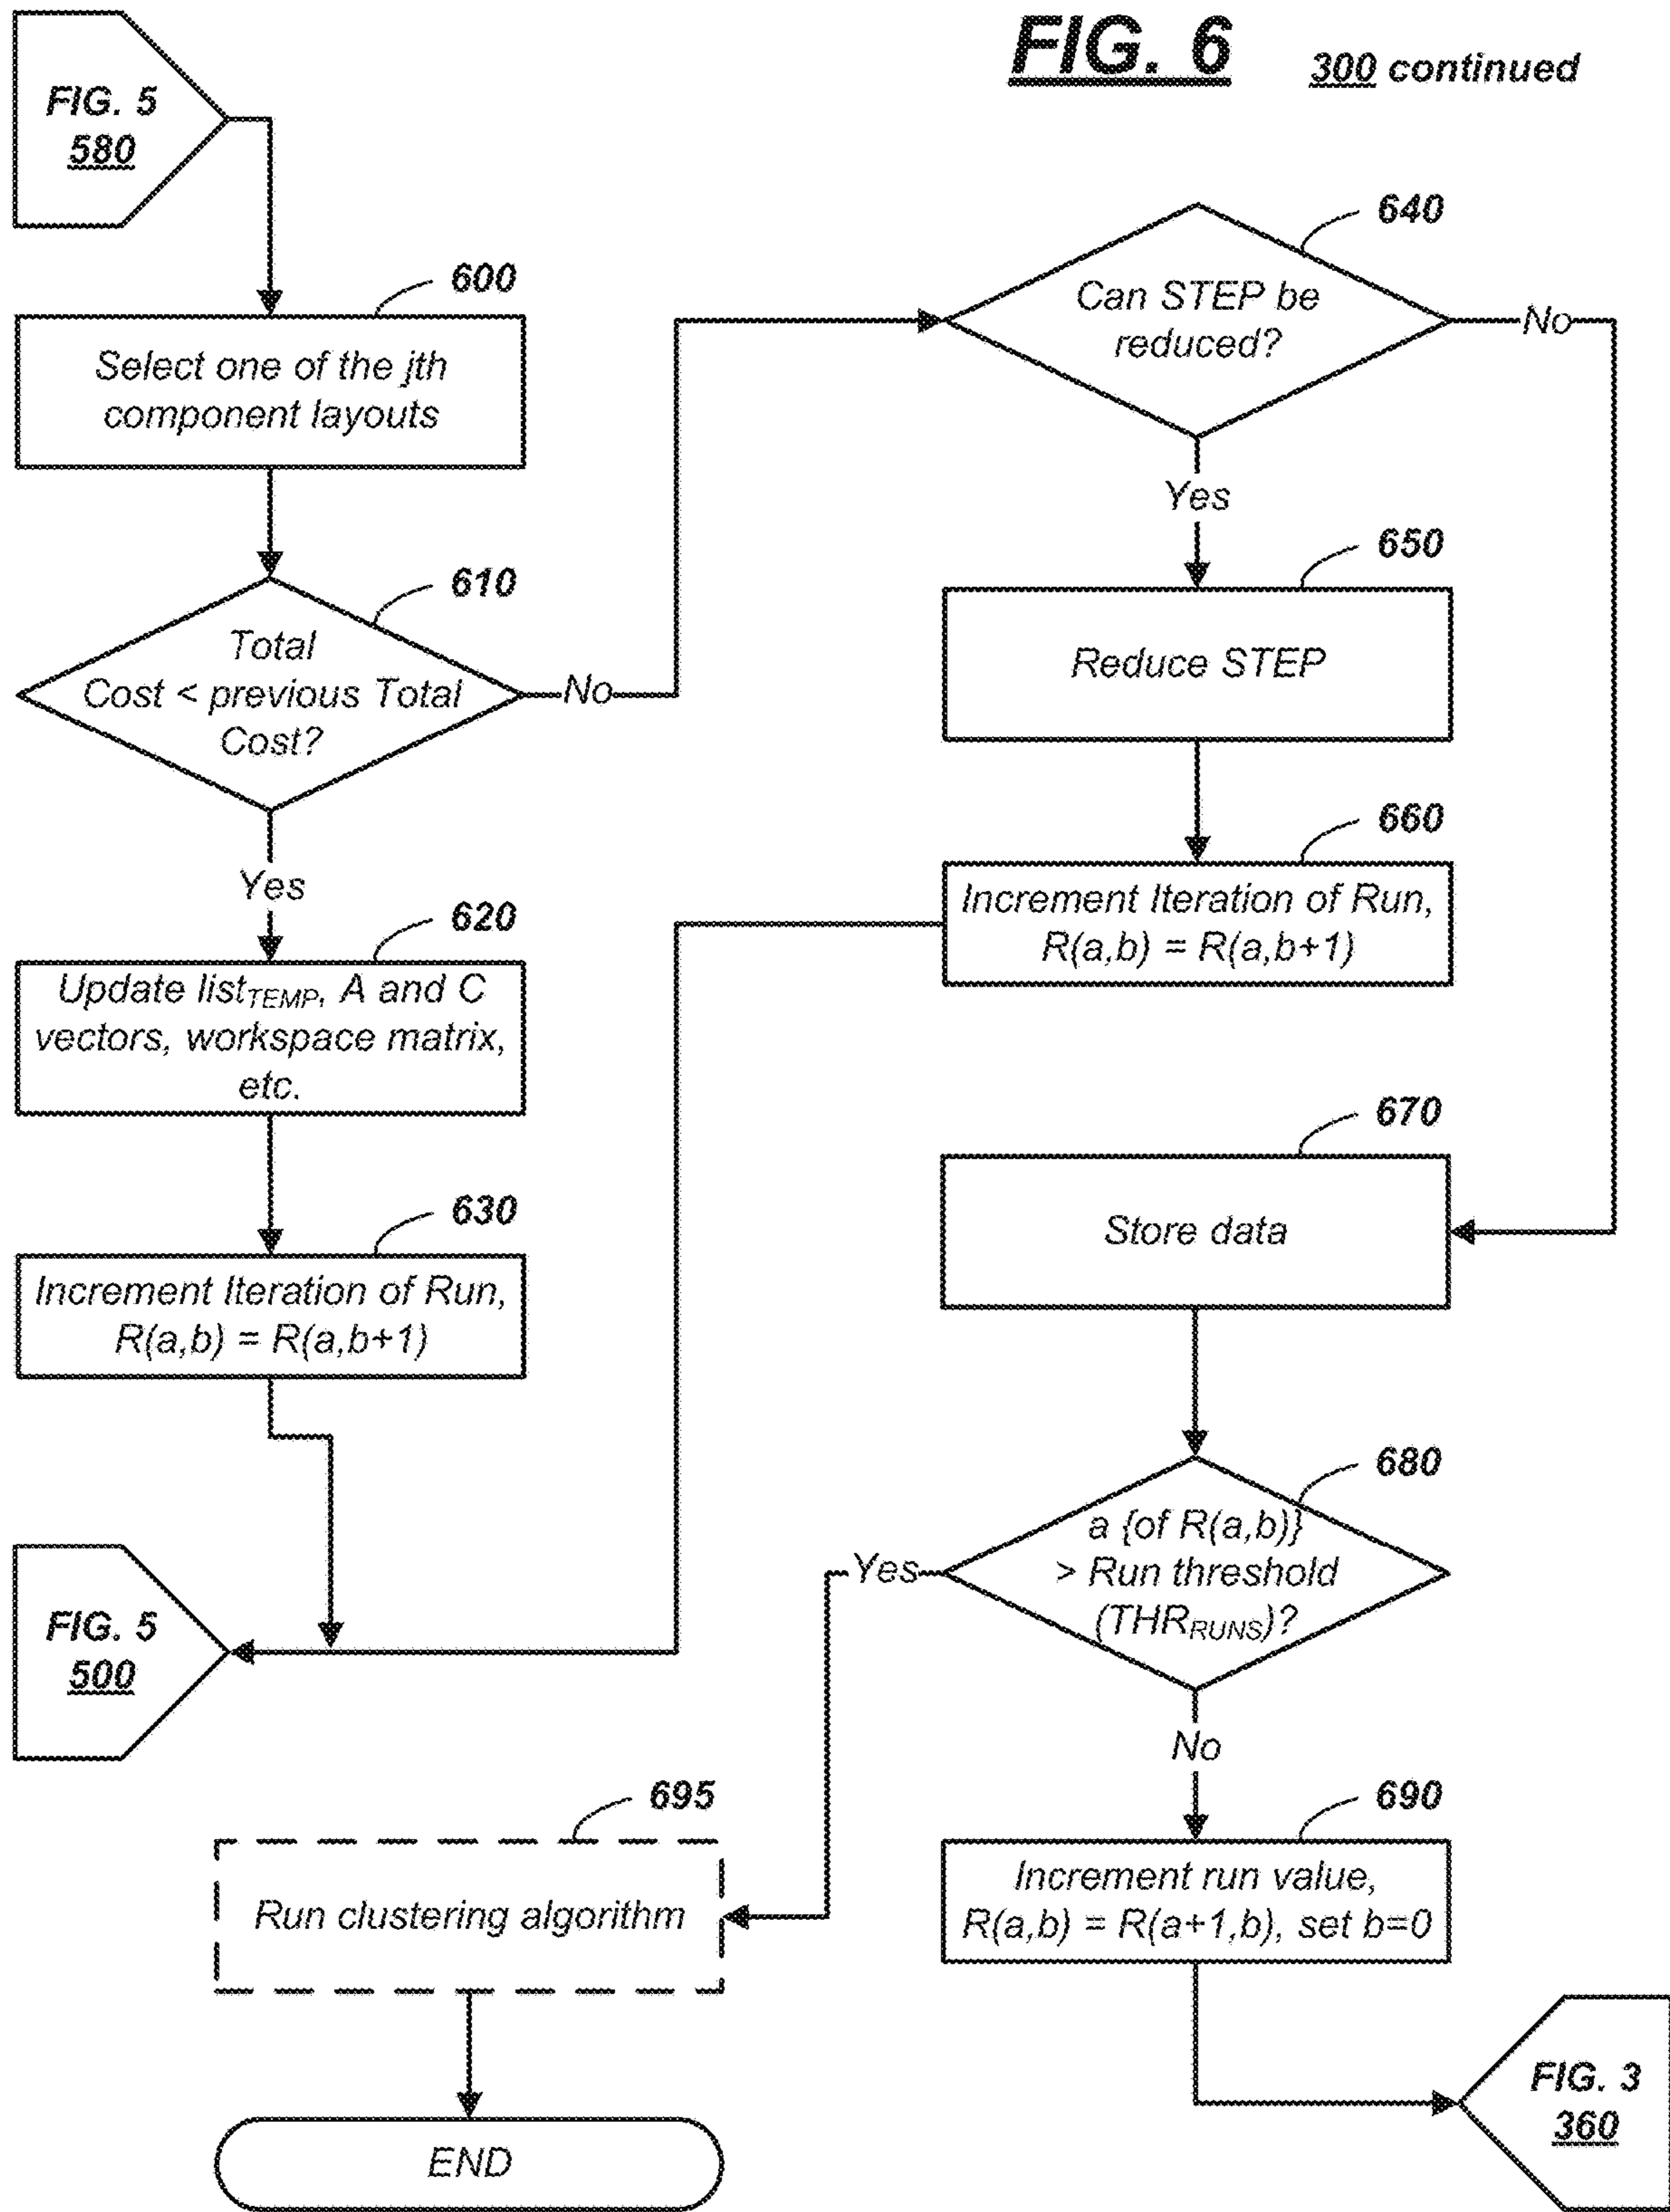 FIG. 6
300 continued
FIG. 5
580
600
Select one of the jth
component layouts
610
Total
Cost < previous Total
Cost?
No
Yes
620
Update listTEMP, A and C
vectors, workspace matrix,
etc.
630
Increment Iteration of Run,
R(a,b) = R(a,b+1)
FIG. 5
500
640
Can STEP be
reduced?
No
Yes
650
Reduce STEP
660
Increment Iteration of Run,
R(a,b) = R(a,b+1)
670
Store data
680
a {of R(a,b)}
> Run threshold
(THRRUNS)?
Yes
No
690
Increment run value,
R(a,b) = R(a+1,b), set b=0
FIG. 3
360
695
Run clustering algorithm
END